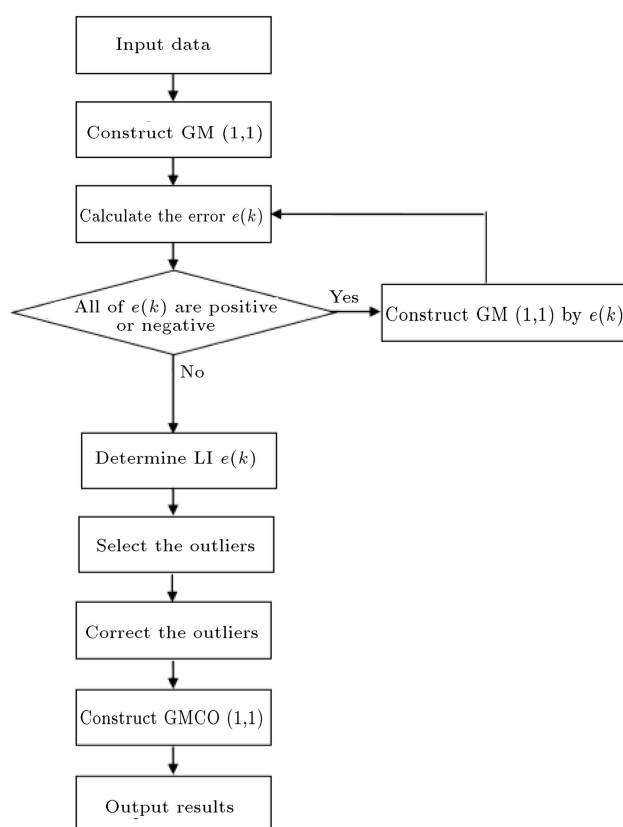 Input data
Construct GM (1,1)
Calculate the error e(k)
All of e(k) are positive
or negative
Yes
Construct GM (1,1) by e(k)
No
Determine LI e(k)
Select the outliers
Correct the outliers
Construct GMCO (1,1)
Output results